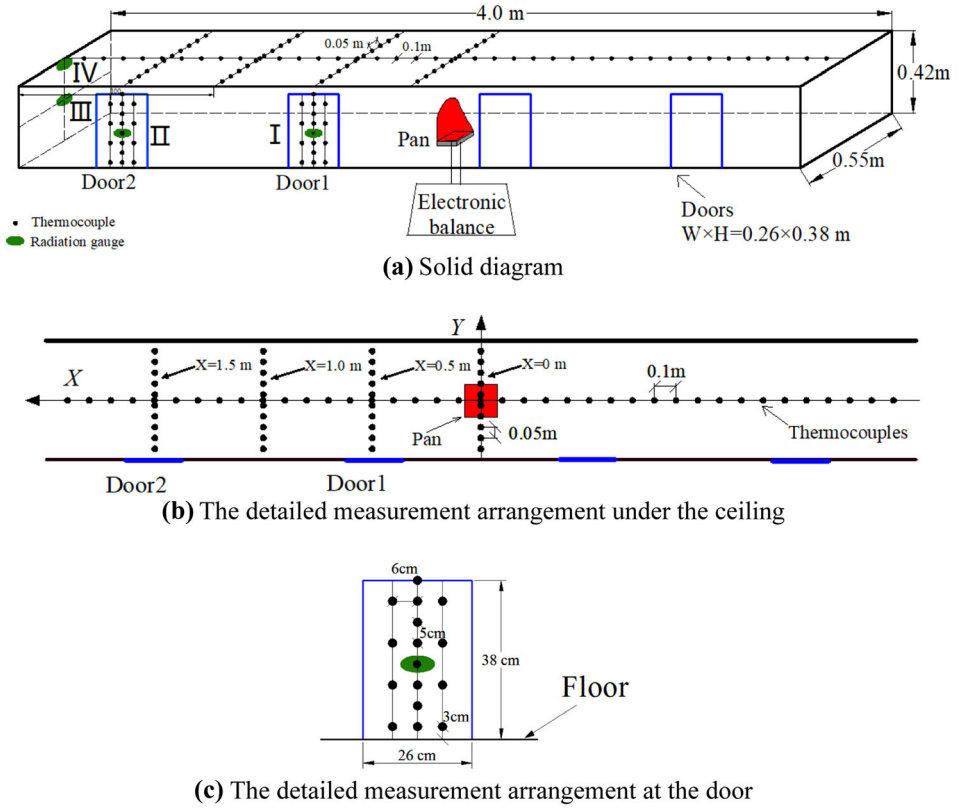 4.0 m
0.05 m
0.1m
IV
0.42m
100
III
II
I
Pan
0.55m
Door2
Door1
Electronic
balance
Doors
W×H=0.26×0.38 m
Thermocouple
Radiation gauge
(a) Solid diagram
Y
X
X=1.5 m
X=1.0 m
X=0.5 m
X=0 m
0.1m
Pan
0.05m
Thermocouples
Door2
Door1
(b) The detailed measurement arrangement under the ceiling
6cm
5cm
38 cm
Floor
3cm
26 cm
(c) The detailed measurement arrangement at the door